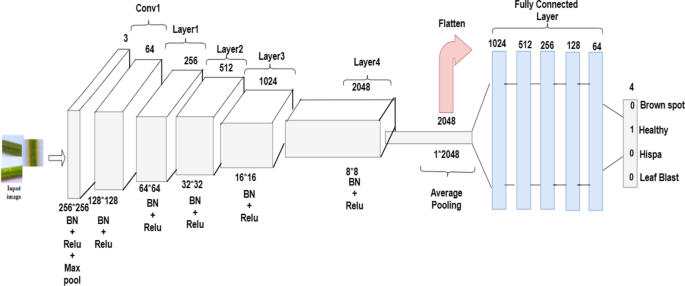 Conv1
3
64
Layer1
256
Layer2
512
Layer3
1024
Layer4
2048
Flatten
2048
Fully Connected
Layer
1024
512
256
128
64
4
0 Brown spot
1 Healthy
0 Hispa
0 Leaf Blast
Input
image
256*256
BN
+
Relu
+
Max
pool
128*128
BN
+
Relu
64*64
BN
+
Relu
32*32
BN
+
Relu
16*16
BN
+
Relu
8*8
BN
+
Relu
1*2048
Average
Pooling